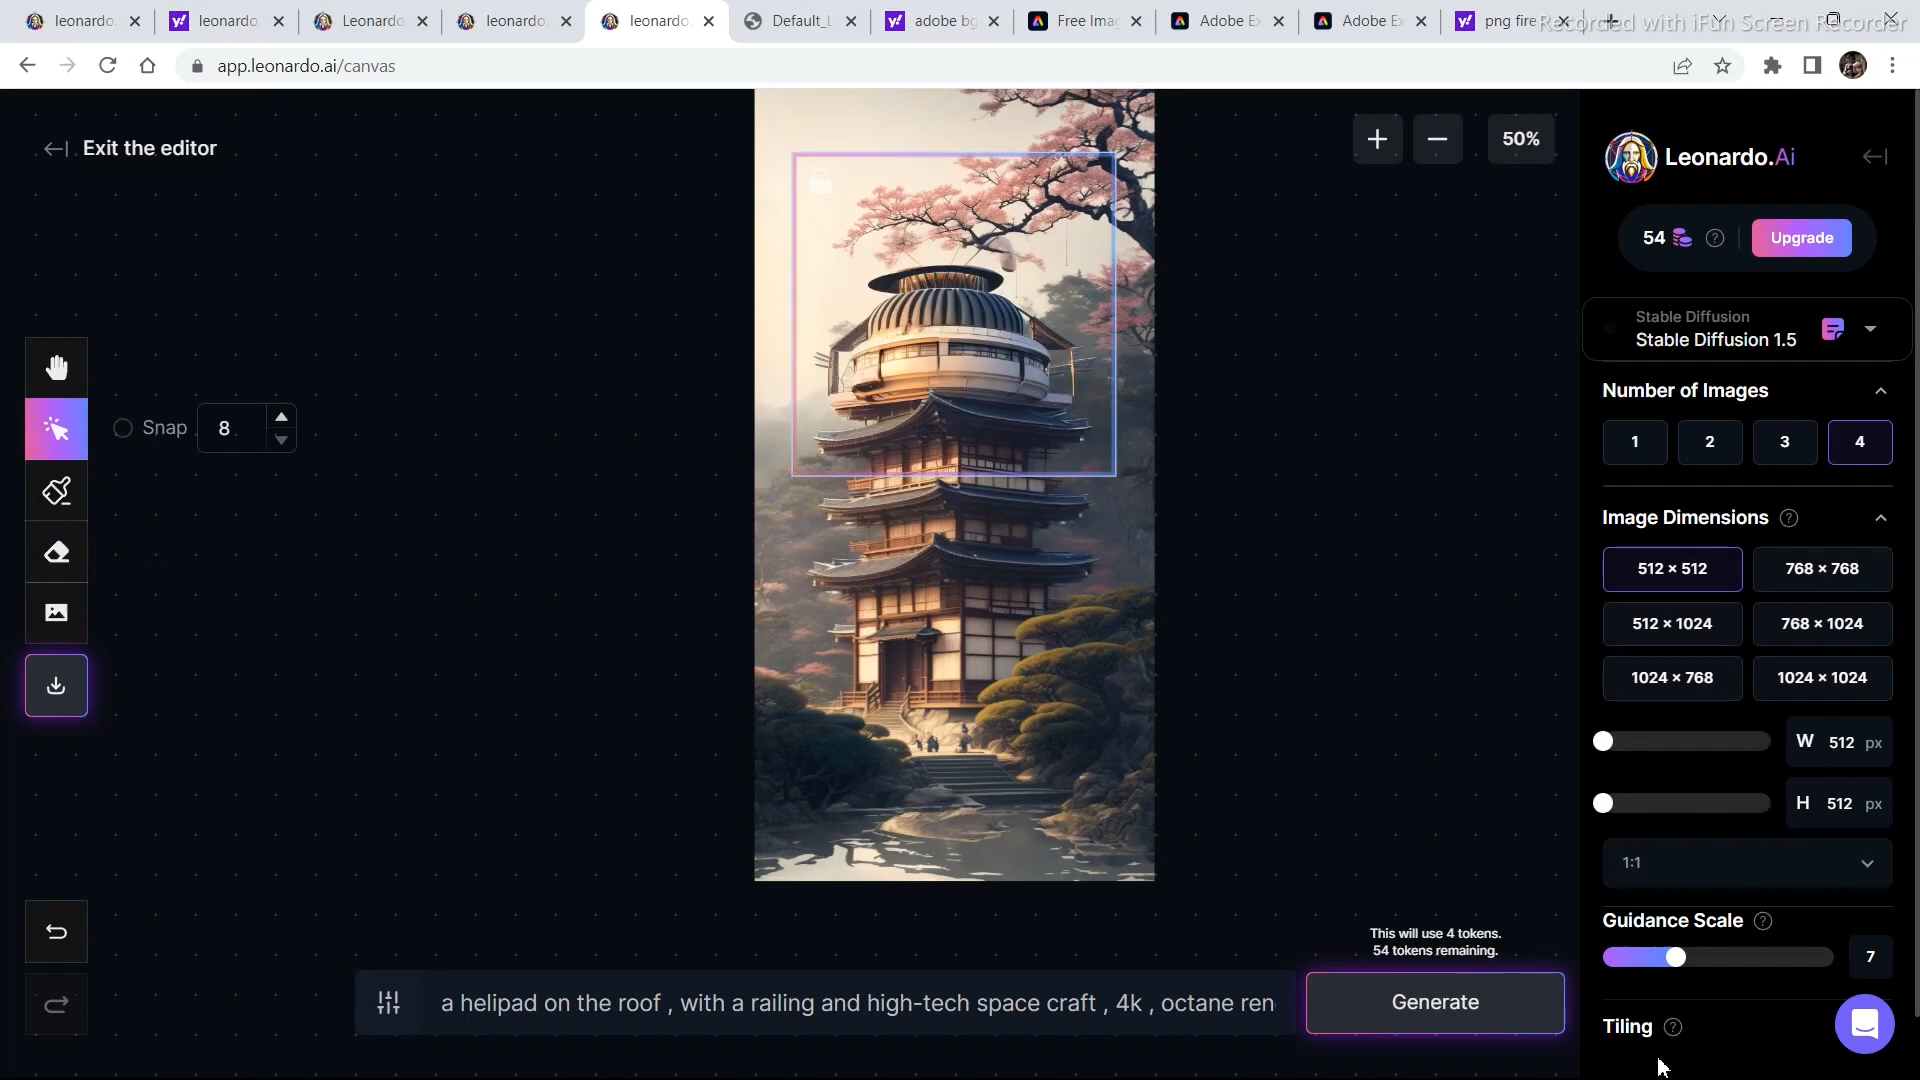 leonardo.
leonardo
Leonardo
leonardo.
leonardo.
Default_L
adobe bg
Free Imag
Adobe Ex
Adobe Ex
png fire
Recorded with iFun Screen Recorder
app.leonardo.ai/canvas
Exit the editor
50%
Leonardo.Ai
54
Upgrade
Stable Diffusion
Stable Diffusion 1.5
Number of Images
1 2 3 4
Snap 8
Image Dimensions
512 × 512 768 × 768
512 × 1024 768 × 1024
1024 × 768 1024 × 1024
W 512 px
H 512 px
1:1
Guidance Scale
7
This will use 4 tokens.
54 tokens remaining.
a helipad on the roof , with a railing and high-tech space craft , 4k , octane ren
Generate
Tiling